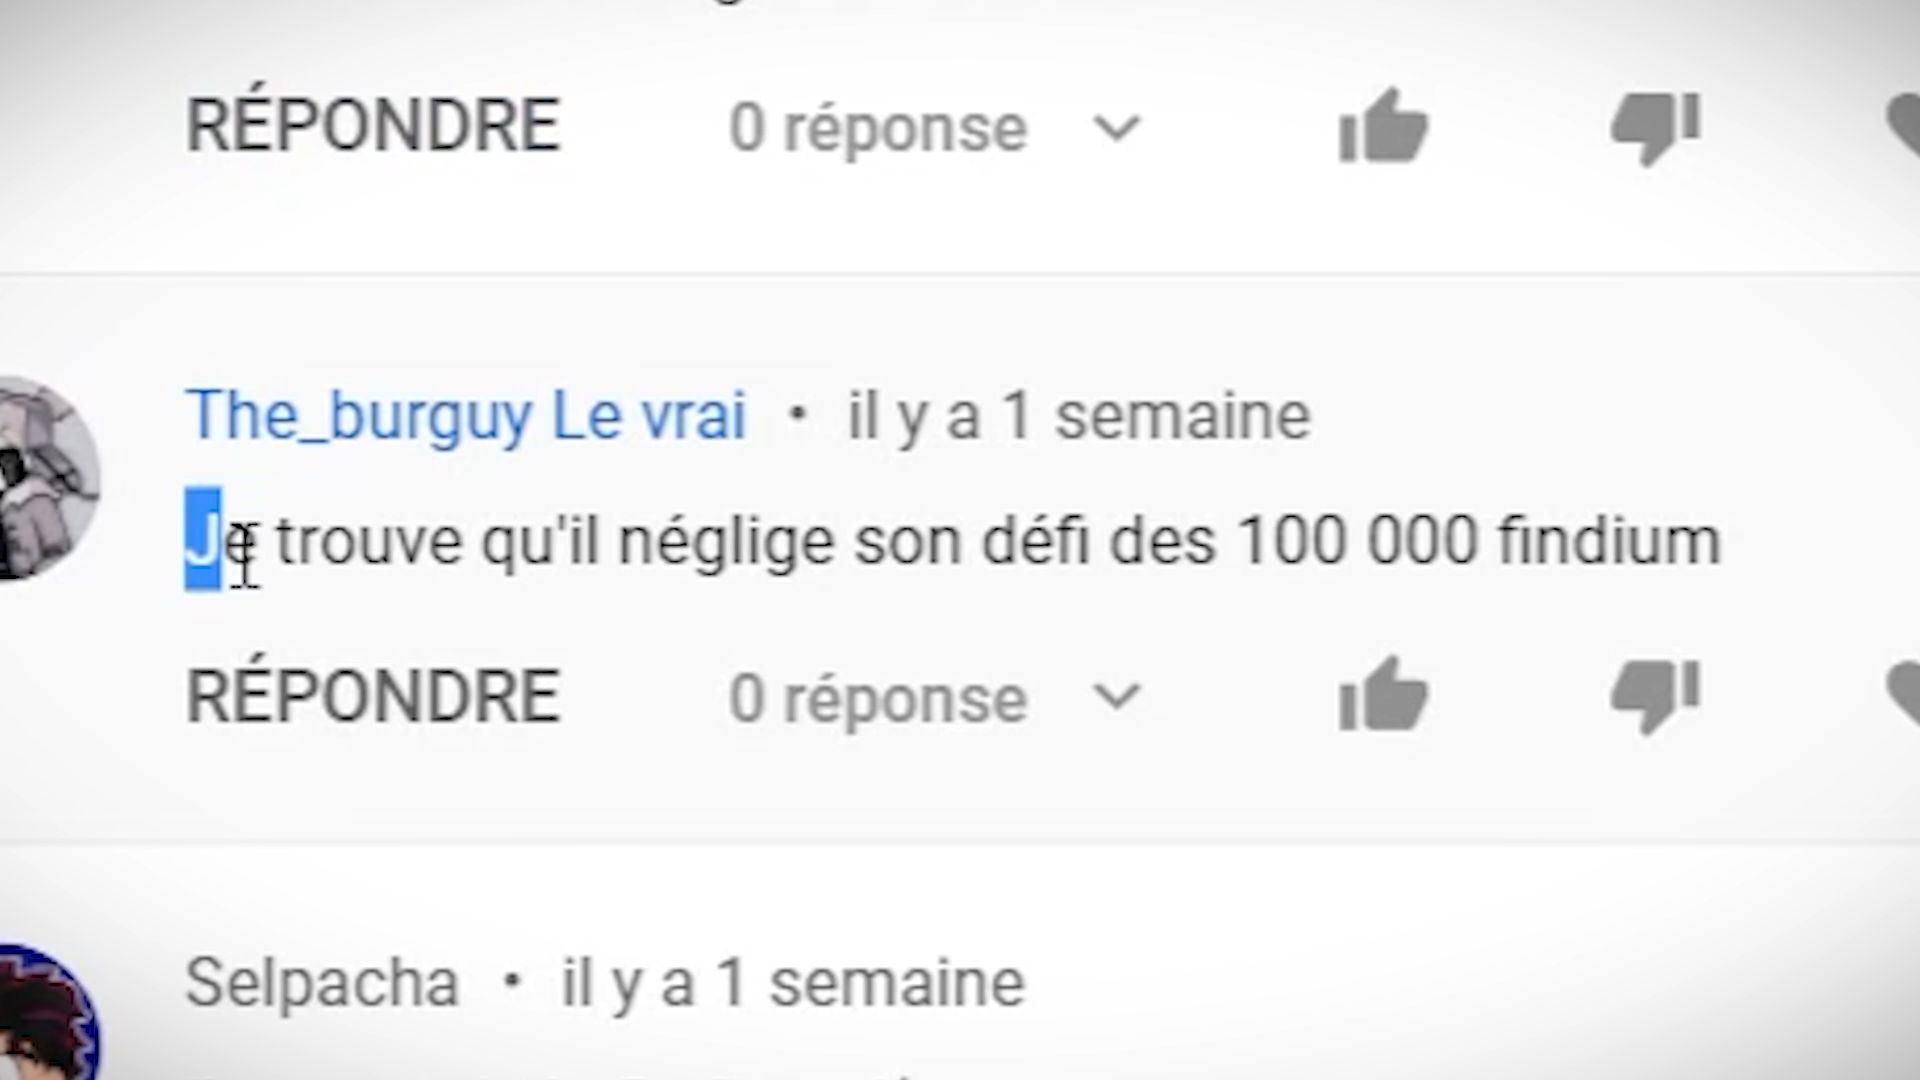 RÉPONDRE 0 réponse
The_burguy Le vrai • il y a 1 semaine
Je trouve qu'il néglige son défi des 100 000 findium
RÉPONDRE 0 réponse
Selpacha • il y a 1 semaine